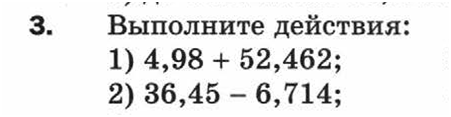 3. Выполните действия:
1) 4,98 + 52,462;
2) 36,45 − 6,714;